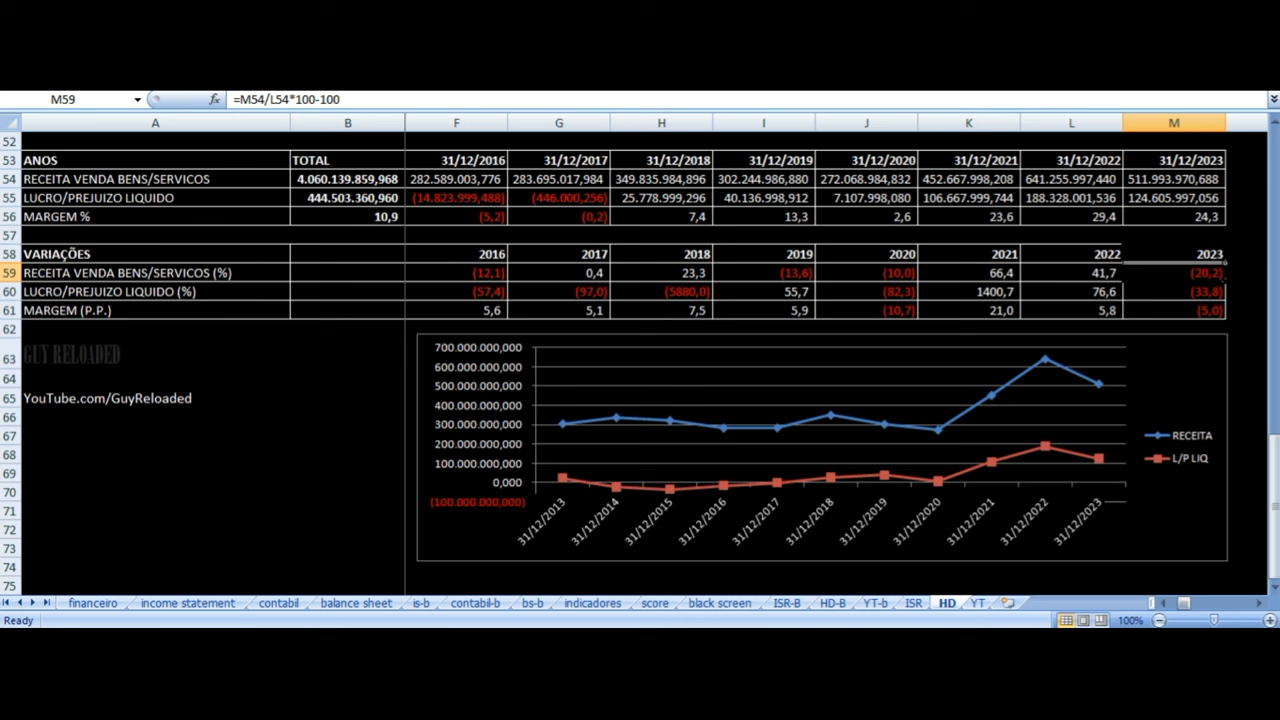 M59 fx =M54/L54*100-100
A B F G H I J K L M
52
53 ANOS TOTAL 31/12/2016 31/12/2017 31/12/2018 31/12/2019 31/12/2020 31/12/2021 31/12/2022 31/12/2023
54 RECEITA VENDA BENS/SERVICOS 4.060.139.859,968 282.589.003,776 283.695.017,984 349.835.984,896 302.244.986,880 272.068.984,832 452.667.998,208 641.255.997,440 511.993.970,688
55 LUCRO/PREJUIZO LIQUIDO 444.503.360,960 (14.823.999,488) (446.000,256) 25.778.999,296 40.136.998,912 7.107.998,080 106.667.999,744 188.328.001,536 124.605.997,056
56 MARGEM % 10,9 (5,2) (0,2) 7,4 13,3 2,6 23,6 29,4 24,3
57
58 VARIAÇÕES 2016 2017 2018 2019 2020 2021 2022 2023
59 RECEITA VENDA BENS/SERVICOS (%) (12,1) 0,4 23,3 (13,6) (10,0) 66,4 41,7 (20,2)
60 LUCRO/PREJUIZO LIQUIDO (%) (57,4) (97,0) (5880,0) 55,7 (82,3) 1400,7 76,6 (33,8)
61 MARGEM (P.P.) 5,6 5,1 7,5 5,9 (10,7) 21,0 5,8 (5,0)
62
63 GUY RELOADED
64
65 YouTube.com/GuyReloaded
66
67
68
69
70
71
72
73
74
75
700.000.000,000
600.000.000,000
500.000.000,000
400.000.000,000
300.000.000,000
200.000.000,000
100.000.000,000
0,000
(100.000.000,000)
31/12/2013 31/12/2014 31/12/2015 31/12/2016 31/12/2017 31/12/2018 31/12/2019 31/12/2020 31/12/2021 31/12/2022 31/12/2023
RECEITA
L/P LIQ
financeiro income statement contabil balance sheet is-b contabil-b bs-b indicadores score black screen ISR-B HD-B YT-b ISR HD YT
Ready 100%